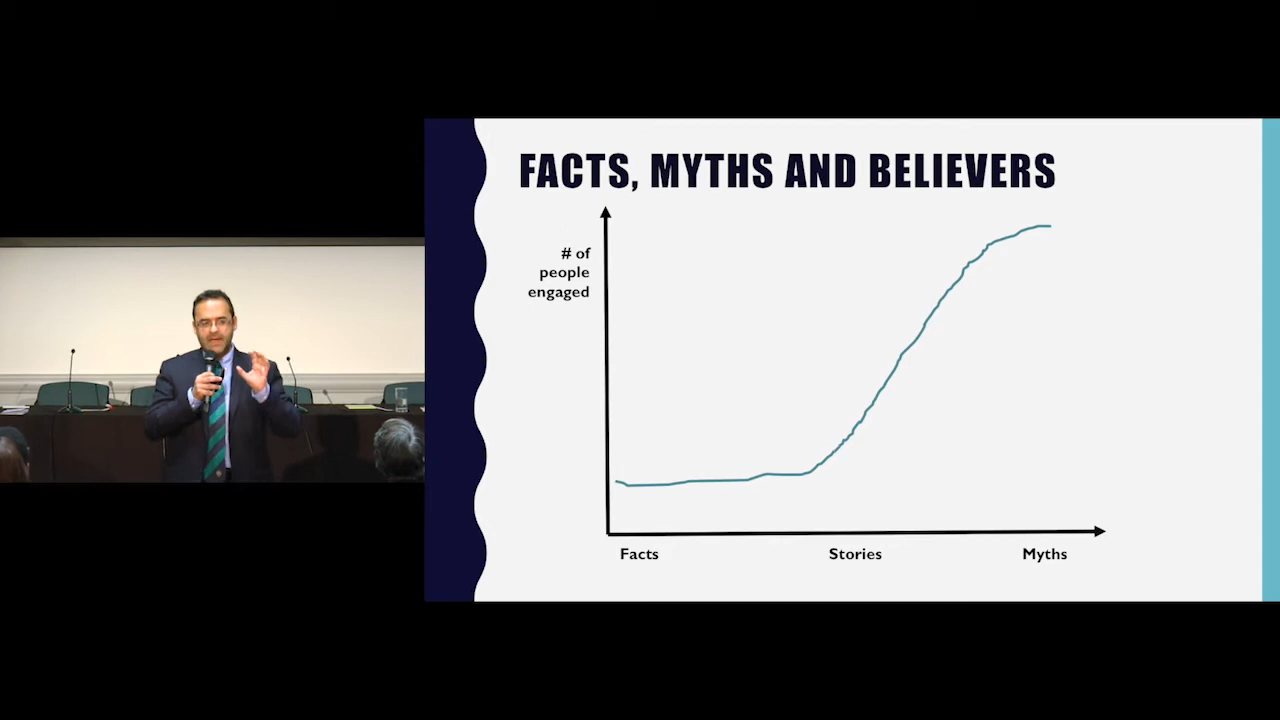 FACTS, MYTHS AND BELIEVERS
# of
people
engaged
Facts
Stories
Myths